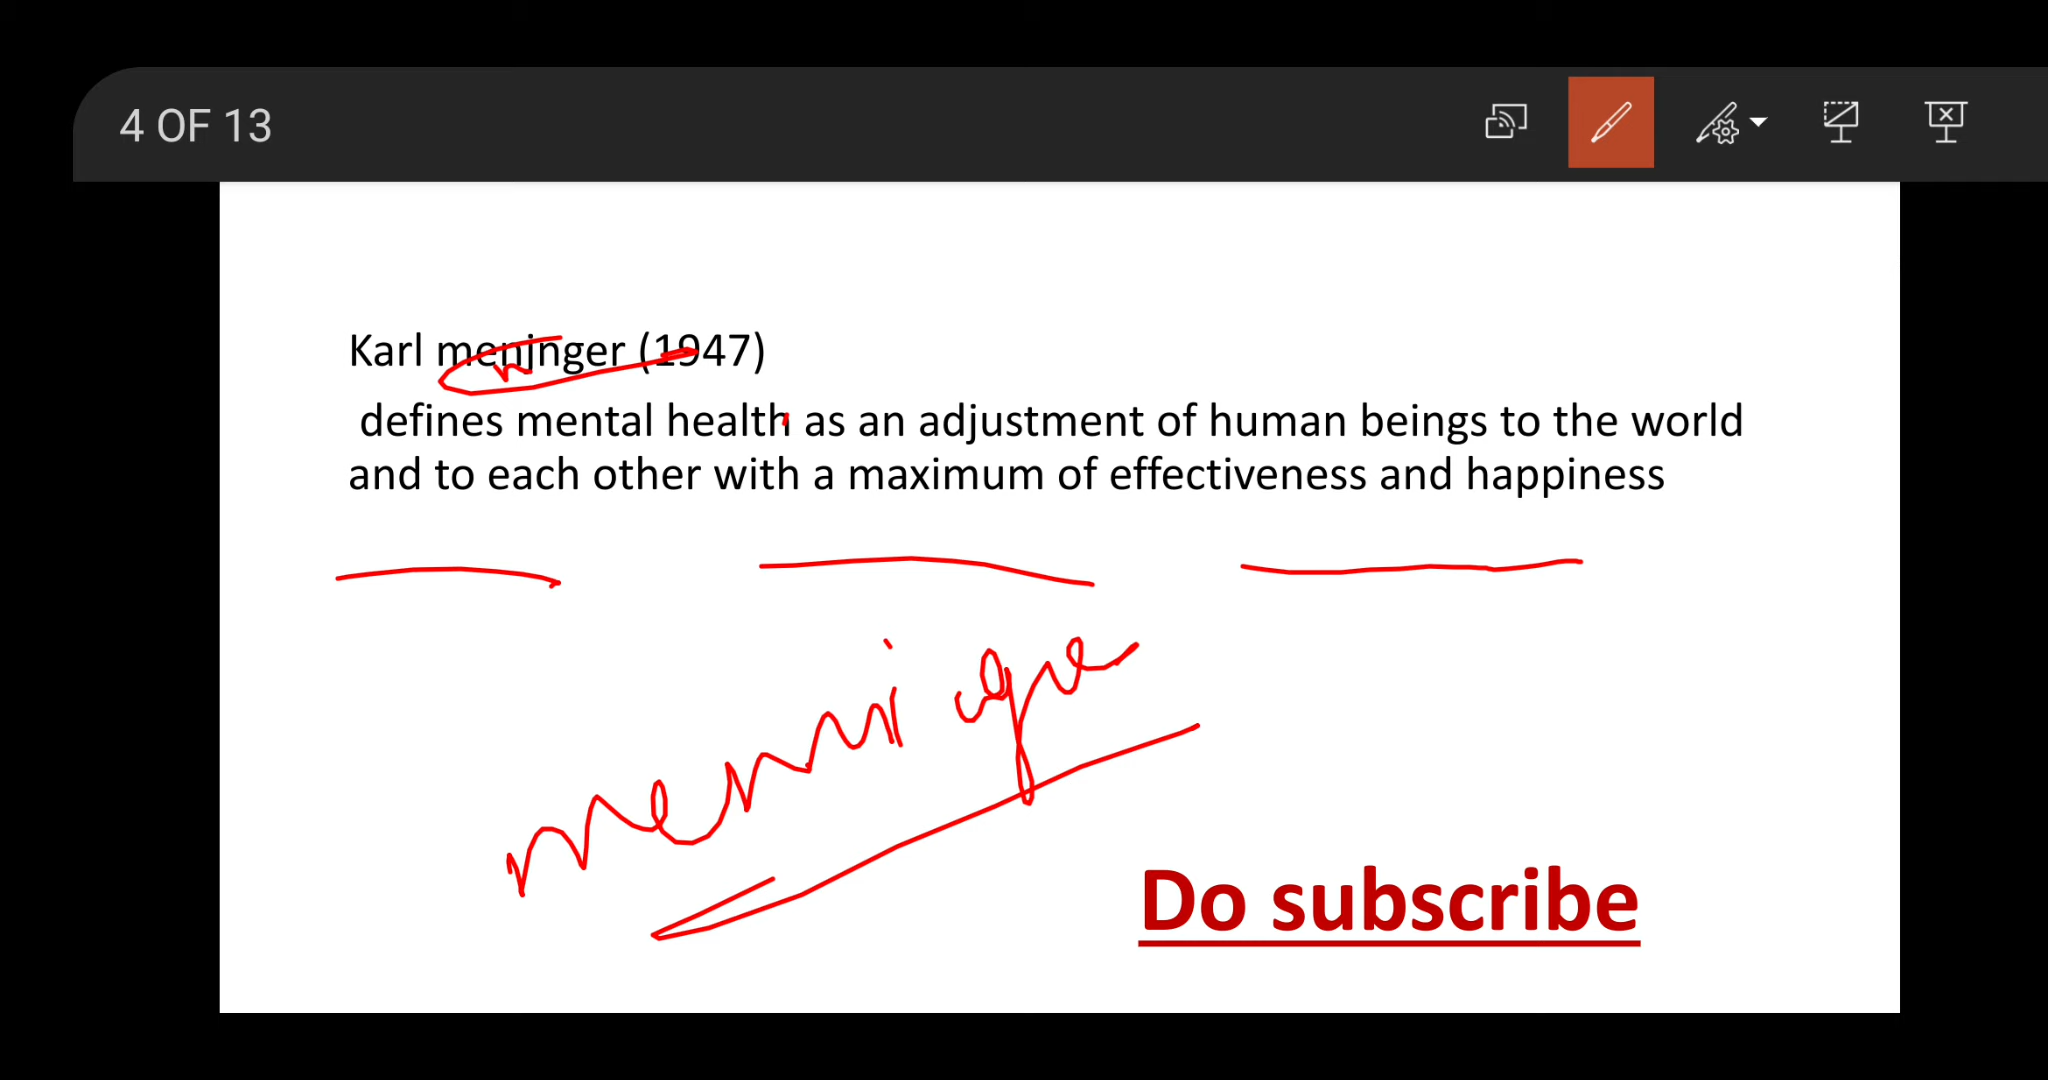 4 OF 13
Karl menjnger (1947)
defines mental health as an adjustment of human beings to the world
and to each other with a maximum of effectiveness and happiness
Do subscribe